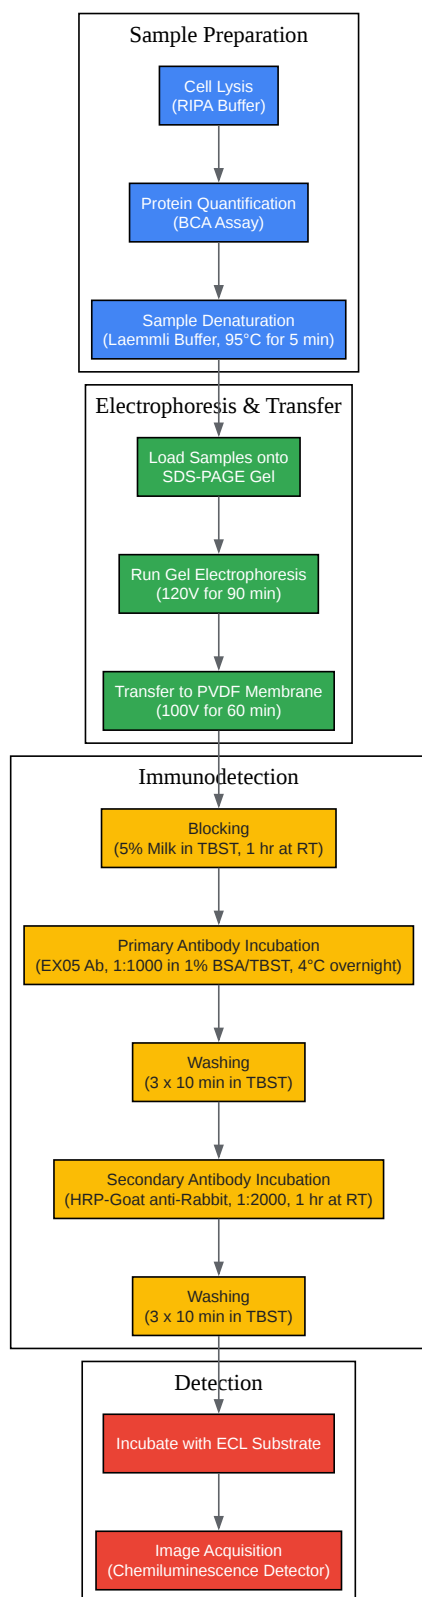 Sample Preparation
Cell Lysis
(RIPA Buffer)
Protein Quantification
(BCA Assay)
Sample Denaturation
(Laemmli Buffer, 95°C for 5 min)
Electrophoresis & Transfer
Load Samples onto
SDS-PAGE Gel
Run Gel Electrophoresis
(120V for 90 min)
Transfer to PVDF Membrane
(100V for 60 min)
Immunodetection
Blocking
(5% Milk in TBST, 1 hr at RT)
Primary Antibody Incubation
(EX05 Ab, 1:1000 in 1% BSA/TBST, 4°C overnight)
Washing
(3 x 10 min in TBST)
Secondary Antibody Incubation
(HRP-Goat anti-Rabbit, 1:2000, 1 hr at RT)
Washing
(3 x 10 min in TBST)
Detection
Incubate with ECL Substrate
Image Acquisition
(Chemiluminescence Detector)